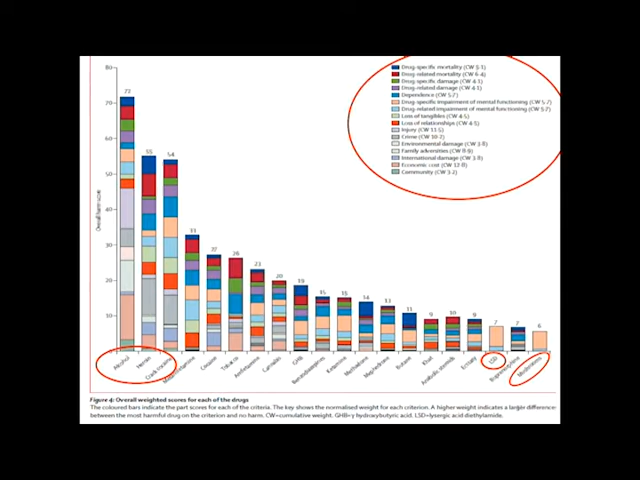 80
70
60
50
40
30
20
10
Overall harm score
72
55
54
33
27
26
23
20
19
15
15
14
13
11
9
10
9
7
7
6
Drug-specific mortality (CW 5·1)
Drug-related mortality (CW 6·4)
Drug-specific damage (CW 4·1)
Drug-related damage (CW 4·1)
Dependence (CW 5·7)
Drug-specific impairment of mental functioning (CW 5·7)
Drug-related impairment of mental functioning (CW 5·7)
Loss of tangibles (CW 4·5)
Loss of relationships (CW 4·5)
Injury (CW 11·5)
Crime (CW 10·2)
Environmental damage (CW 3·8)
Family adversities (CW 8·9)
International damage (CW 3·8)
Economic cost (CW 12·8)
Community (CW 3·2)
Alcohol
Heroin
Crack cocaine
Metamfetamine
Cocaine
Tobacco
Amfetamine
Cannabis
GHB
Benzodiazepines
Ketamine
Methadone
Mephedrone
Butane
Khat
Anabolic steroids
Ecstasy
LSD
Buprenorphine
Mushrooms
Figure 4: Overall weighted scores for each of the drugs
The coloured bars indicate the part scores for each of the criteria. The key shows the normalised weight for each criterion. A higher weight indicates a larger difference
between the most harmful drug on the criterion and no harm. CW=cumulative weight. GHB=γ hydroxybutyric acid. LSD=lysergic acid diethylamide.